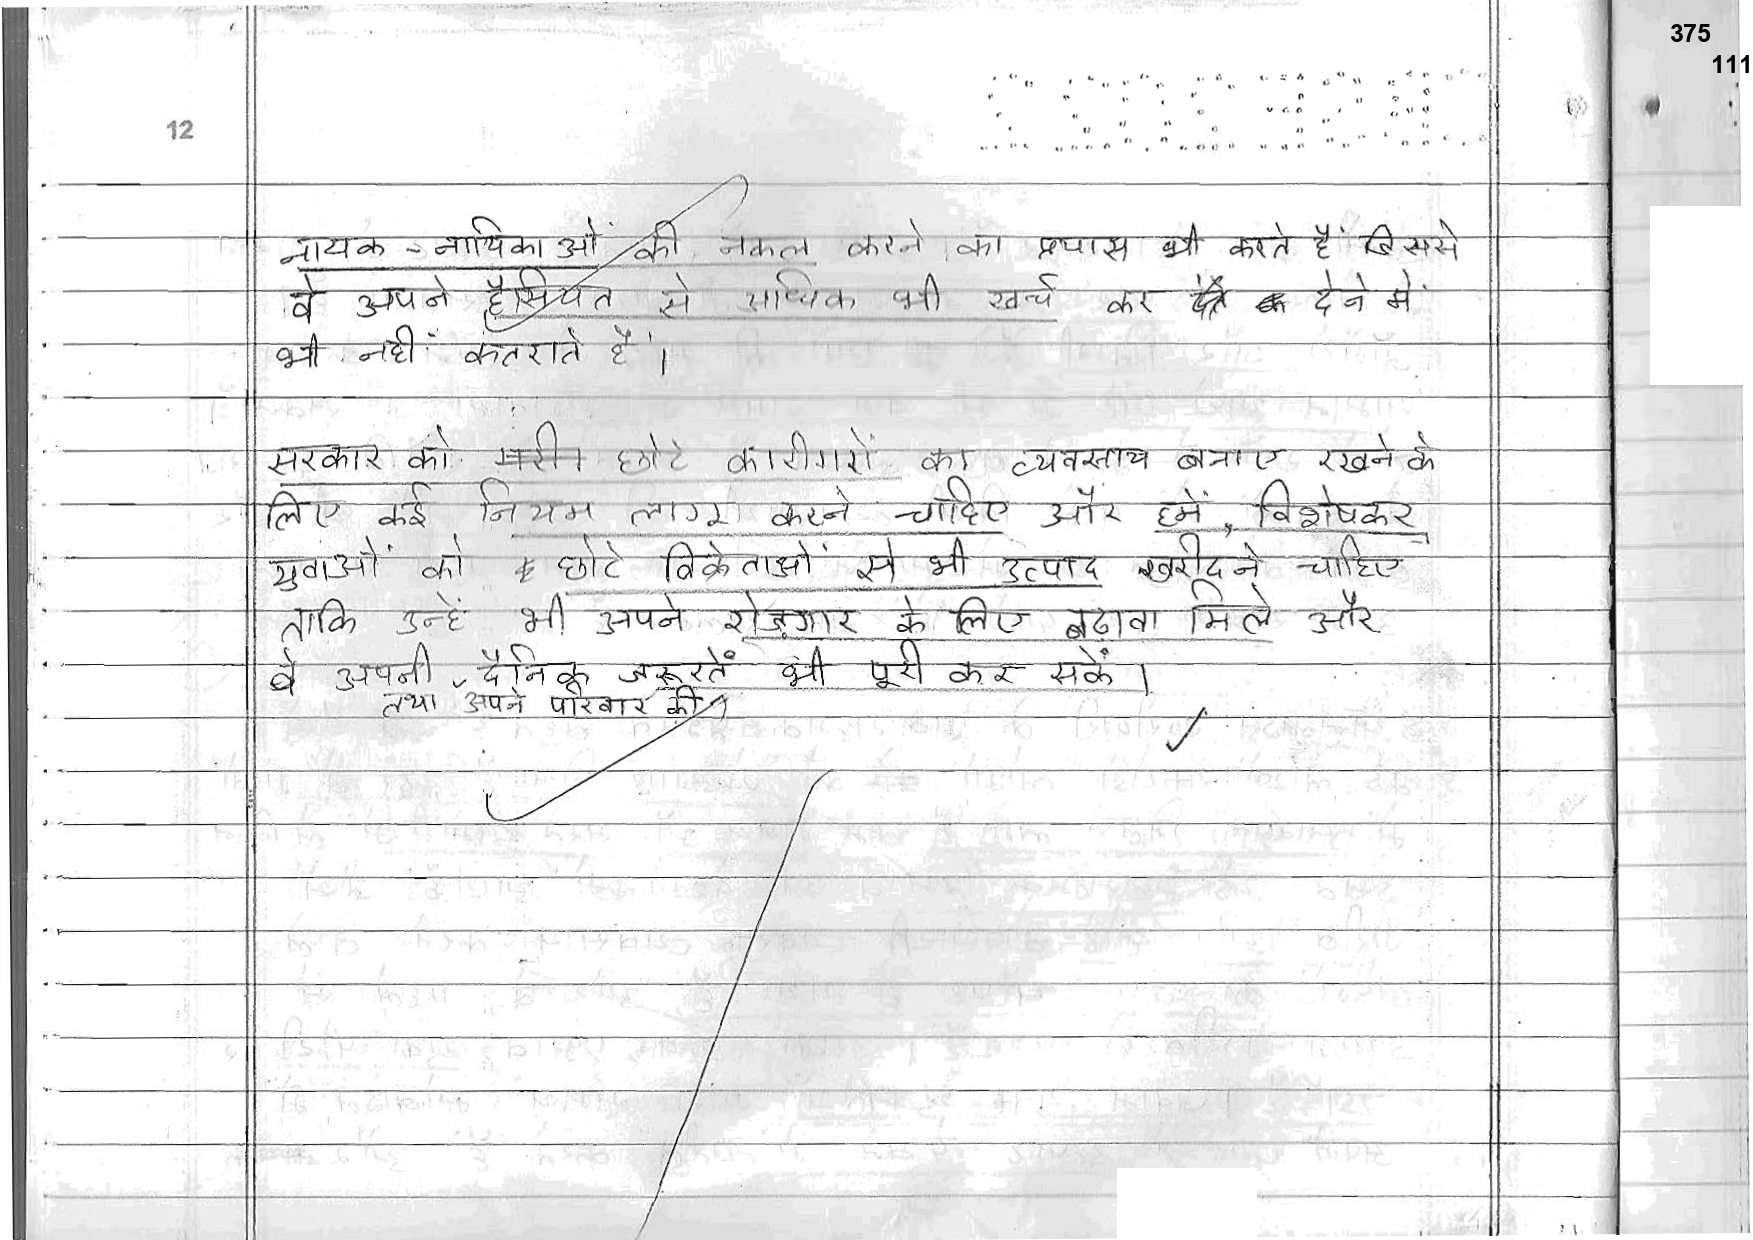 375
111
12
नायक - नायिकाओं की नकल करने का प्रयास भी करते हैं जिससे
वे अपने हैसियत से अधिक भी खर्च कर देने में
भी नहीं कतराते हैं।
सरकार को छोटे कारीगरों का व्यवसाय बनाए रखने के
लिए कई नियम लागू करने चाहिए और हमें, विशेषकर
युवाओं को छोटे विक्रेताओं से भी उत्पाद खरीदने चाहिए
ताकि उन्हें भी अपने रोज़गार के लिए बढ़ावा मिले और
वे अपनी दैनिक जरूरतें भी पूरी कर सकें।
तथा अपने परिवार की